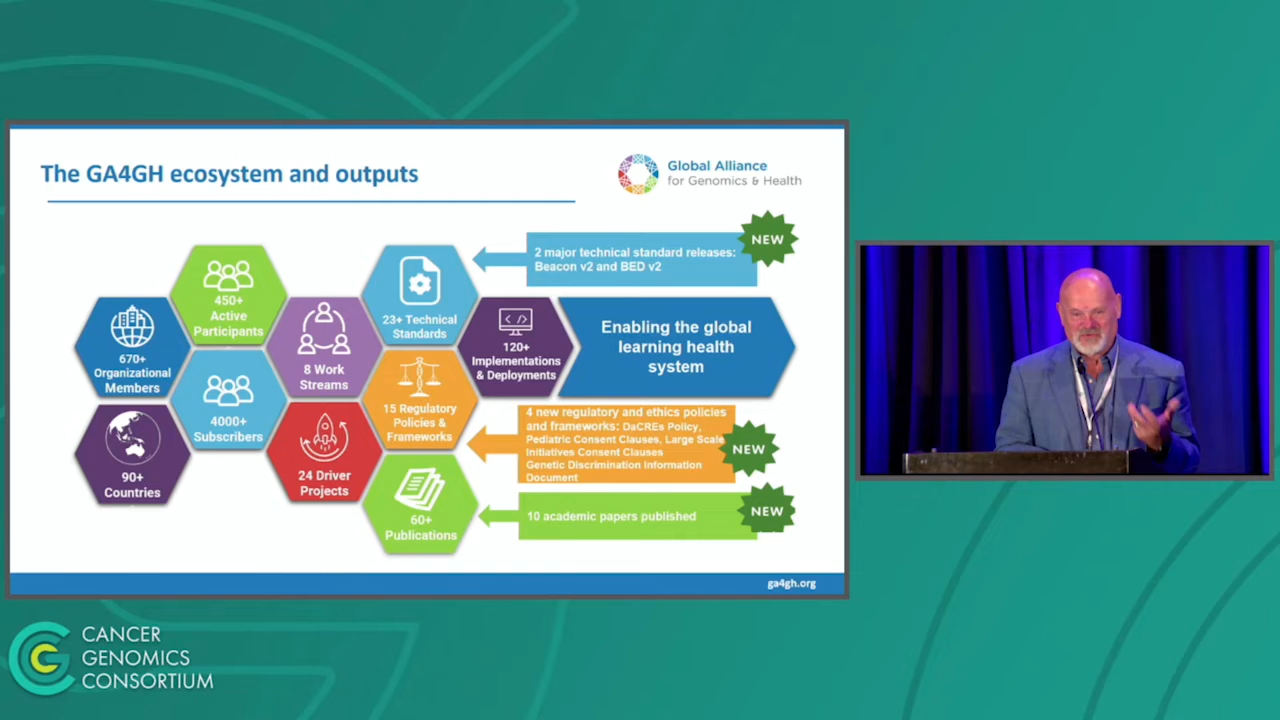 The GA4GH ecosystem and outputs
Global Alliance
for Genomics & Health
NEW
2 major technical standard releases:
Beacon v2 and BED v2
450+
Active
Participants
23+ Technical
Standards
670+
Organizational
Members
8 Work
Streams
120+
Implementations
& Deployments
Enabling the global
learning health
system
4000+
Subscribers
15 Regulatory
Policies &
Frameworks
4 new regulatory and ethics policies
and frameworks: DaCREs Policy,
Pediatric Consent Clauses, Large Scale
Initiatives Consent Clauses
Genetic Discrimination Information
Document
NEW
90+
Countries
24 Driver
Projects
60+
Publications
10 academic papers published
NEW
ga4gh.org
CANCER
GENOMICS
CONSORTIUM